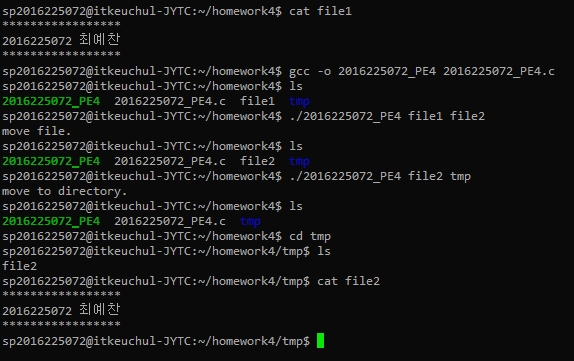 sp2016225072@itkeuchul-JYTC:~/homework4$ cat file1
*****************
2016225072 최예찬
*****************
sp2016225072@itkeuchul-JYTC:~/homework4$ gcc -o 2016225072_PE4 2016225072_PE4.c
sp2016225072@itkeuchul-JYTC:~/homework4$ ls
2016225072_PE4  2016225072_PE4.c  file1  tmp
sp2016225072@itkeuchul-JYTC:~/homework4$ ./2016225072_PE4 file1 file2
move file.
sp2016225072@itkeuchul-JYTC:~/homework4$ ls
2016225072_PE4  2016225072_PE4.c  file2  tmp
sp2016225072@itkeuchul-JYTC:~/homework4$ ./2016225072_PE4 file2 tmp
move to directory.
sp2016225072@itkeuchul-JYTC:~/homework4$ ls
2016225072_PE4  2016225072_PE4.c  tmp
sp2016225072@itkeuchul-JYTC:~/homework4$ cd tmp
sp2016225072@itkeuchul-JYTC:~/homework4/tmp$ ls
file2
sp2016225072@itkeuchul-JYTC:~/homework4/tmp$ cat file2
*****************
2016225072 최예찬
*****************
sp2016225072@itkeuchul-JYTC:~/homework4/tmp$